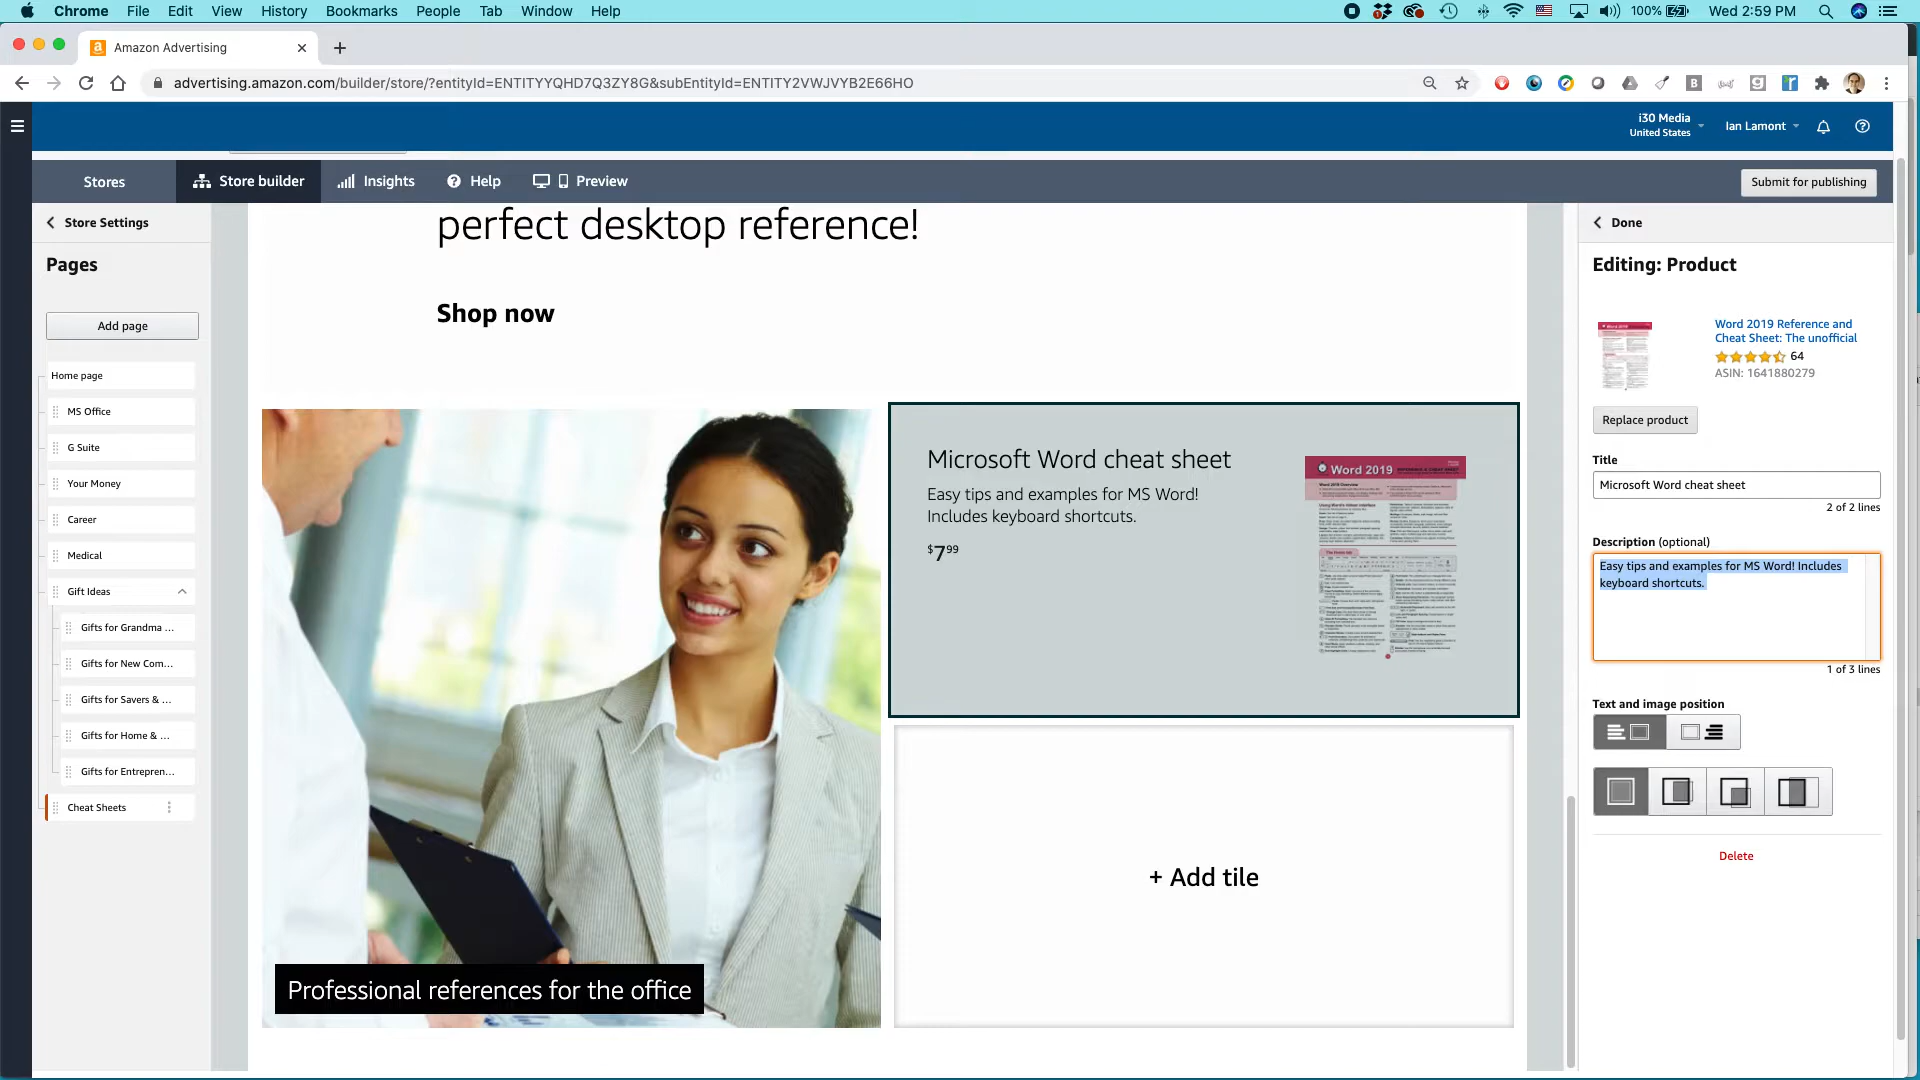 Chrome File Edit View History Bookmarks People Tab Window Help
100% Wed 2:59 PM
Amazon Advertising
advertising.amazon.com/builder/store/?entityId=ENTITYYQHD7Q3ZY8G&subEntityId=ENTITY2VWJVYB2E66HO
i30 Media
United States
Ian Lamont
Stores
Store builder
Insights
Help
Preview
Submit for publishing
Store Settings
Pages
Add page
Home page
MS Office
G Suite
Your Money
Career
Medical
Gift Ideas
Gifts for Grandma ...
Gifts for New Com...
Gifts for Savers & ...
Gifts for Home & ...
Gifts for Entrepren...
Cheat Sheets
perfect desktop reference!
Shop now
Professional references for the office
Microsoft Word cheat sheet
Easy tips and examples for MS Word!
Includes keyboard shortcuts.
$799
Word 2019
+ Add tile
Done
Editing: Product
Word 2019 Reference and
Cheat Sheet: The unofficial
64
ASIN: 1641880279
Replace product
Title
Microsoft Word cheat sheet
2 of 2 lines
Description (optional)
Easy tips and examples for MS Word! Includes
keyboard shortcuts.
1 of 3 lines
Text and image position
Delete